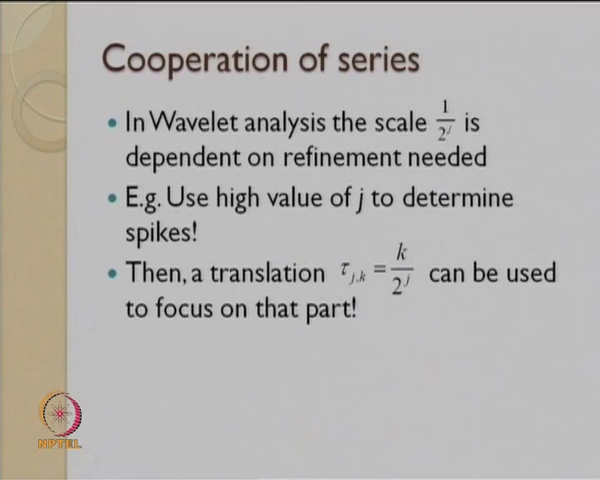 Cooperation of series
• In Wavelet analysis the scale 1/2^j is
dependent on refinement needed
• E.g. Use high value of j to determine
spikes!
• Then, a translation τ_{j,k} = k/2^j can be used
to focus on that part!
NPTEL